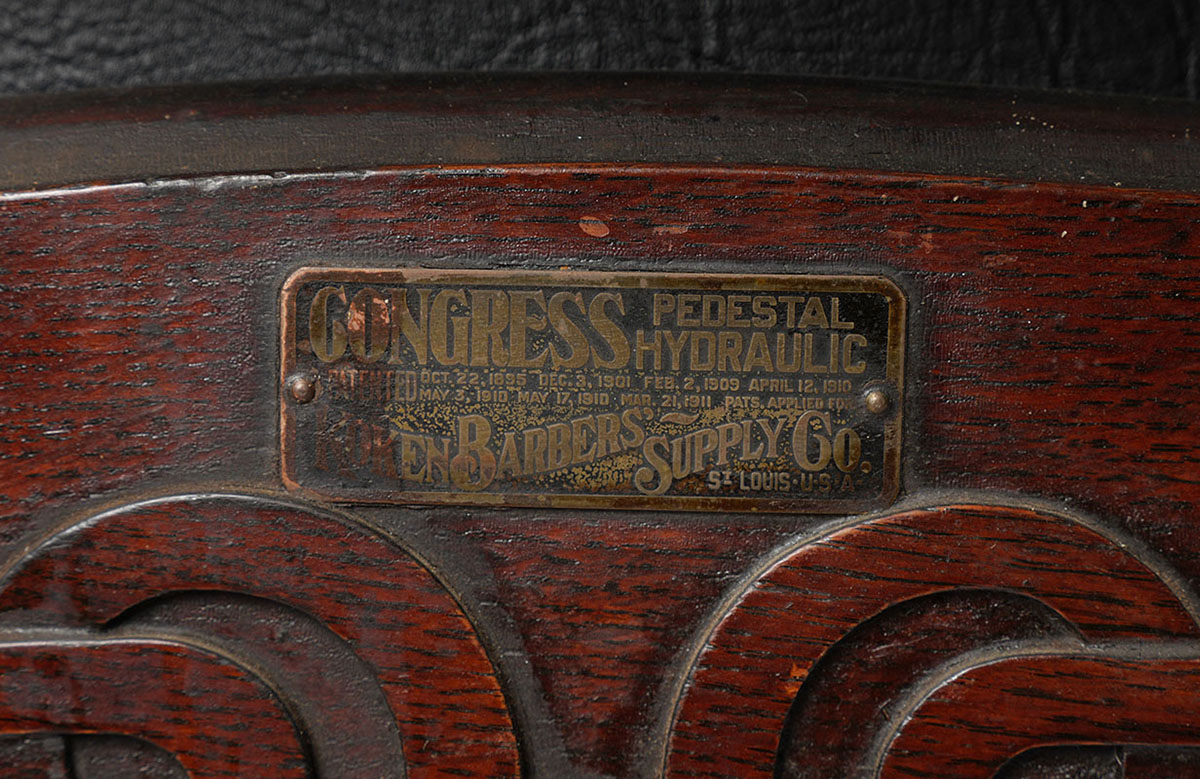 CONGRESS PEDESTAL HYDRAULIC
PATENTED OCT. 22, 1895 DEC. 3, 1901 FEB. 2, 1909 APRIL 12, 1910
MAY 3, 1910 MAY 17, 1910 MAR. 21, 1911 PATS. APPLIED FOR
KOKEN BARBERS' SUPPLY CO.
ST. LOUIS · U.S.A.